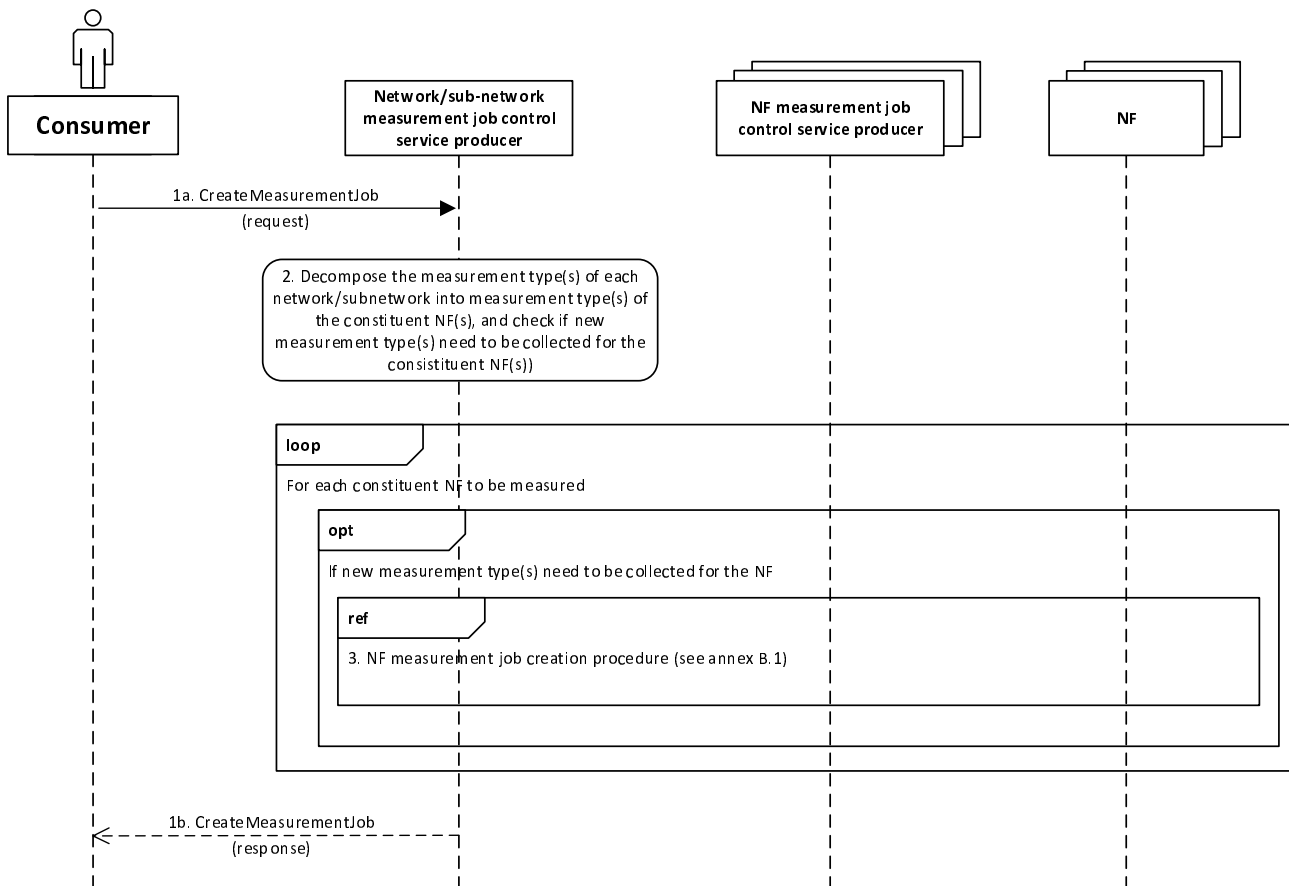 Consumer
Network/sub-network
measurement job control
service producer
NF measurement job
control service producer
NF
1a. CreateMeasurementJob
(request)
2. Decompose the measurement type(s) of each
network/subnetwork into measurement type(s) of
the constituent NF(s), and check if new
measurement type(s) need to be collected for the
consistituent NF(s))
loop
For each constituent NF to be measured
opt
If new measurement type(s) need to be collected for the NF
ref
3. NF measurement job creation procedure (see annex B.1)
1b. CreateMeasurementJob
(response)